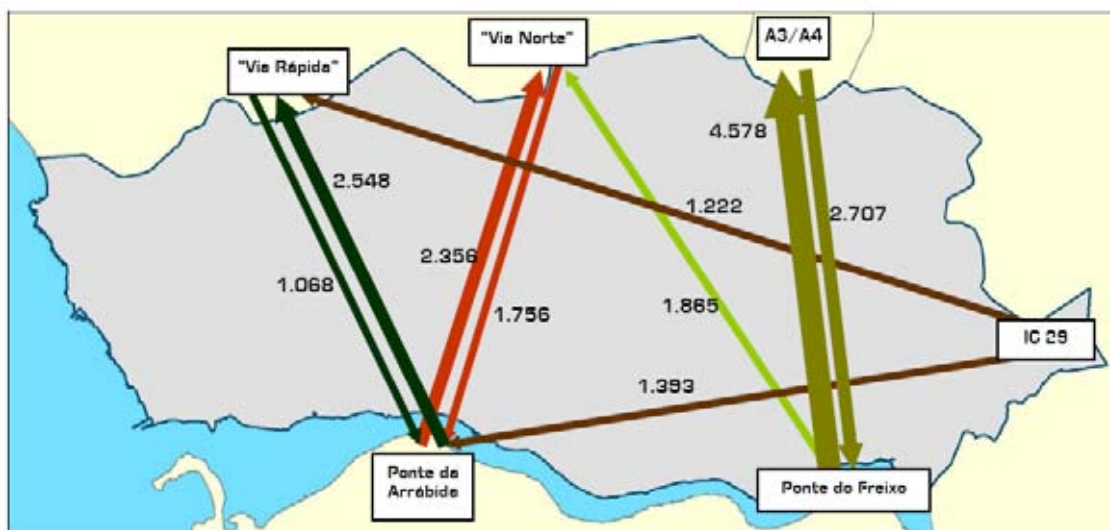 "Via Norte"
A3/A4
"Via Rápida"
4.578
2.548
1.222
2.707
2.356
1.068
1.865
1.756
IC 29
1.393
Ponte da
Arrábida
Ponte do Freixo